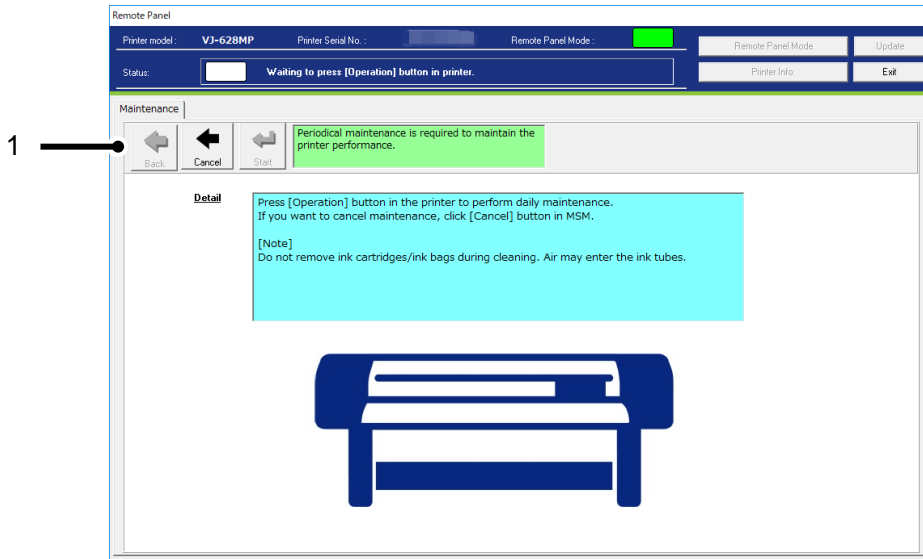 Remote Panel
Printer model : VJ-628MP Printer Serial No. : Remote Panel Mode : Remote Panel Mode Update
Status: Waiting to press [Operation] button in printer. Printer Info. Exit
Maintenance
1
Back Cancel Start
Periodical maintenance is required to maintain the
printer performance.
Detail
Press [Operation] button in the printer to perform daily maintenance.
If you want to cancel maintenance, click [Cancel] button in MSM.
[Note]
Do not remove ink cartridges/ink bags during cleaning. Air may enter the ink tubes.